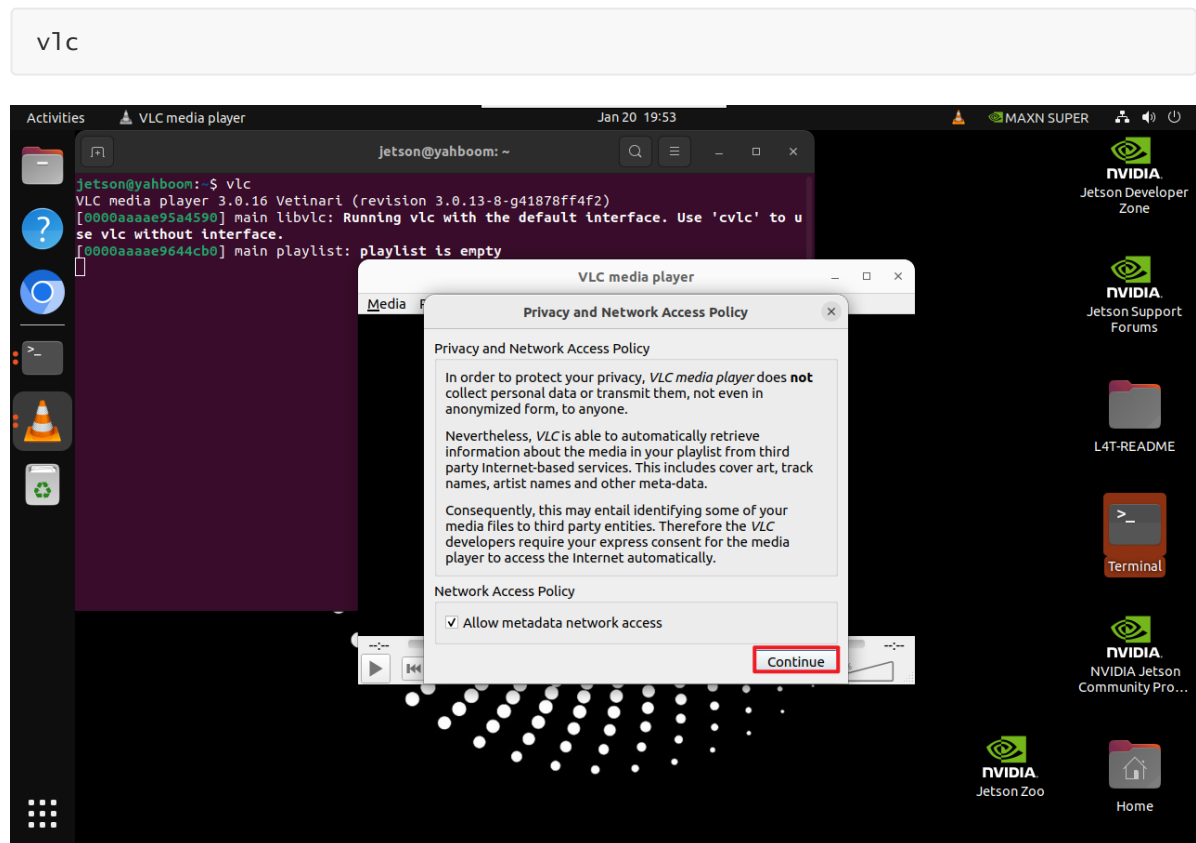 vlc
Activities
VLC media player
Jan 20 19:53
MAXN SUPER
jetson@yahboom: ~
jetson@yahboom:~$ vlc
VLC media player 3.0.16 Vetinari (revision 3.0.13-8-g41878ff4f2)
[0000aaaae95a4590] main libvlc: Running vlc with the default interface. Use 'cvlc' to u
se vlc without interface.
[0000aaaae9644cb0] main playlist: playlist is empty
VLC media player
Media
Privacy and Network Access Policy
Privacy and Network Access Policy
In order to protect your privacy, VLC media player does not
collect personal data or transmit them, not even in
anonymized form, to anyone.
Nevertheless, VLC is able to automatically retrieve
information about the media in your playlist from third
party Internet-based services. This includes cover art, track
names, artist names and other meta-data.
Consequently, this may entail identifying some of your
media files to third party entities. Therefore the VLC
developers require your express consent for the media
player to access the Internet automatically.
Network Access Policy
Allow metadata network access
Continue
--:--
--:--
NVIDIA.
Jetson Developer
Zone
NVIDIA.
Jetson Support
Forums
L4T-README
>_
Terminal
NVIDIA.
NVIDIA Jetson
Community Pro...
NVIDIA.
Jetson Zoo
Home